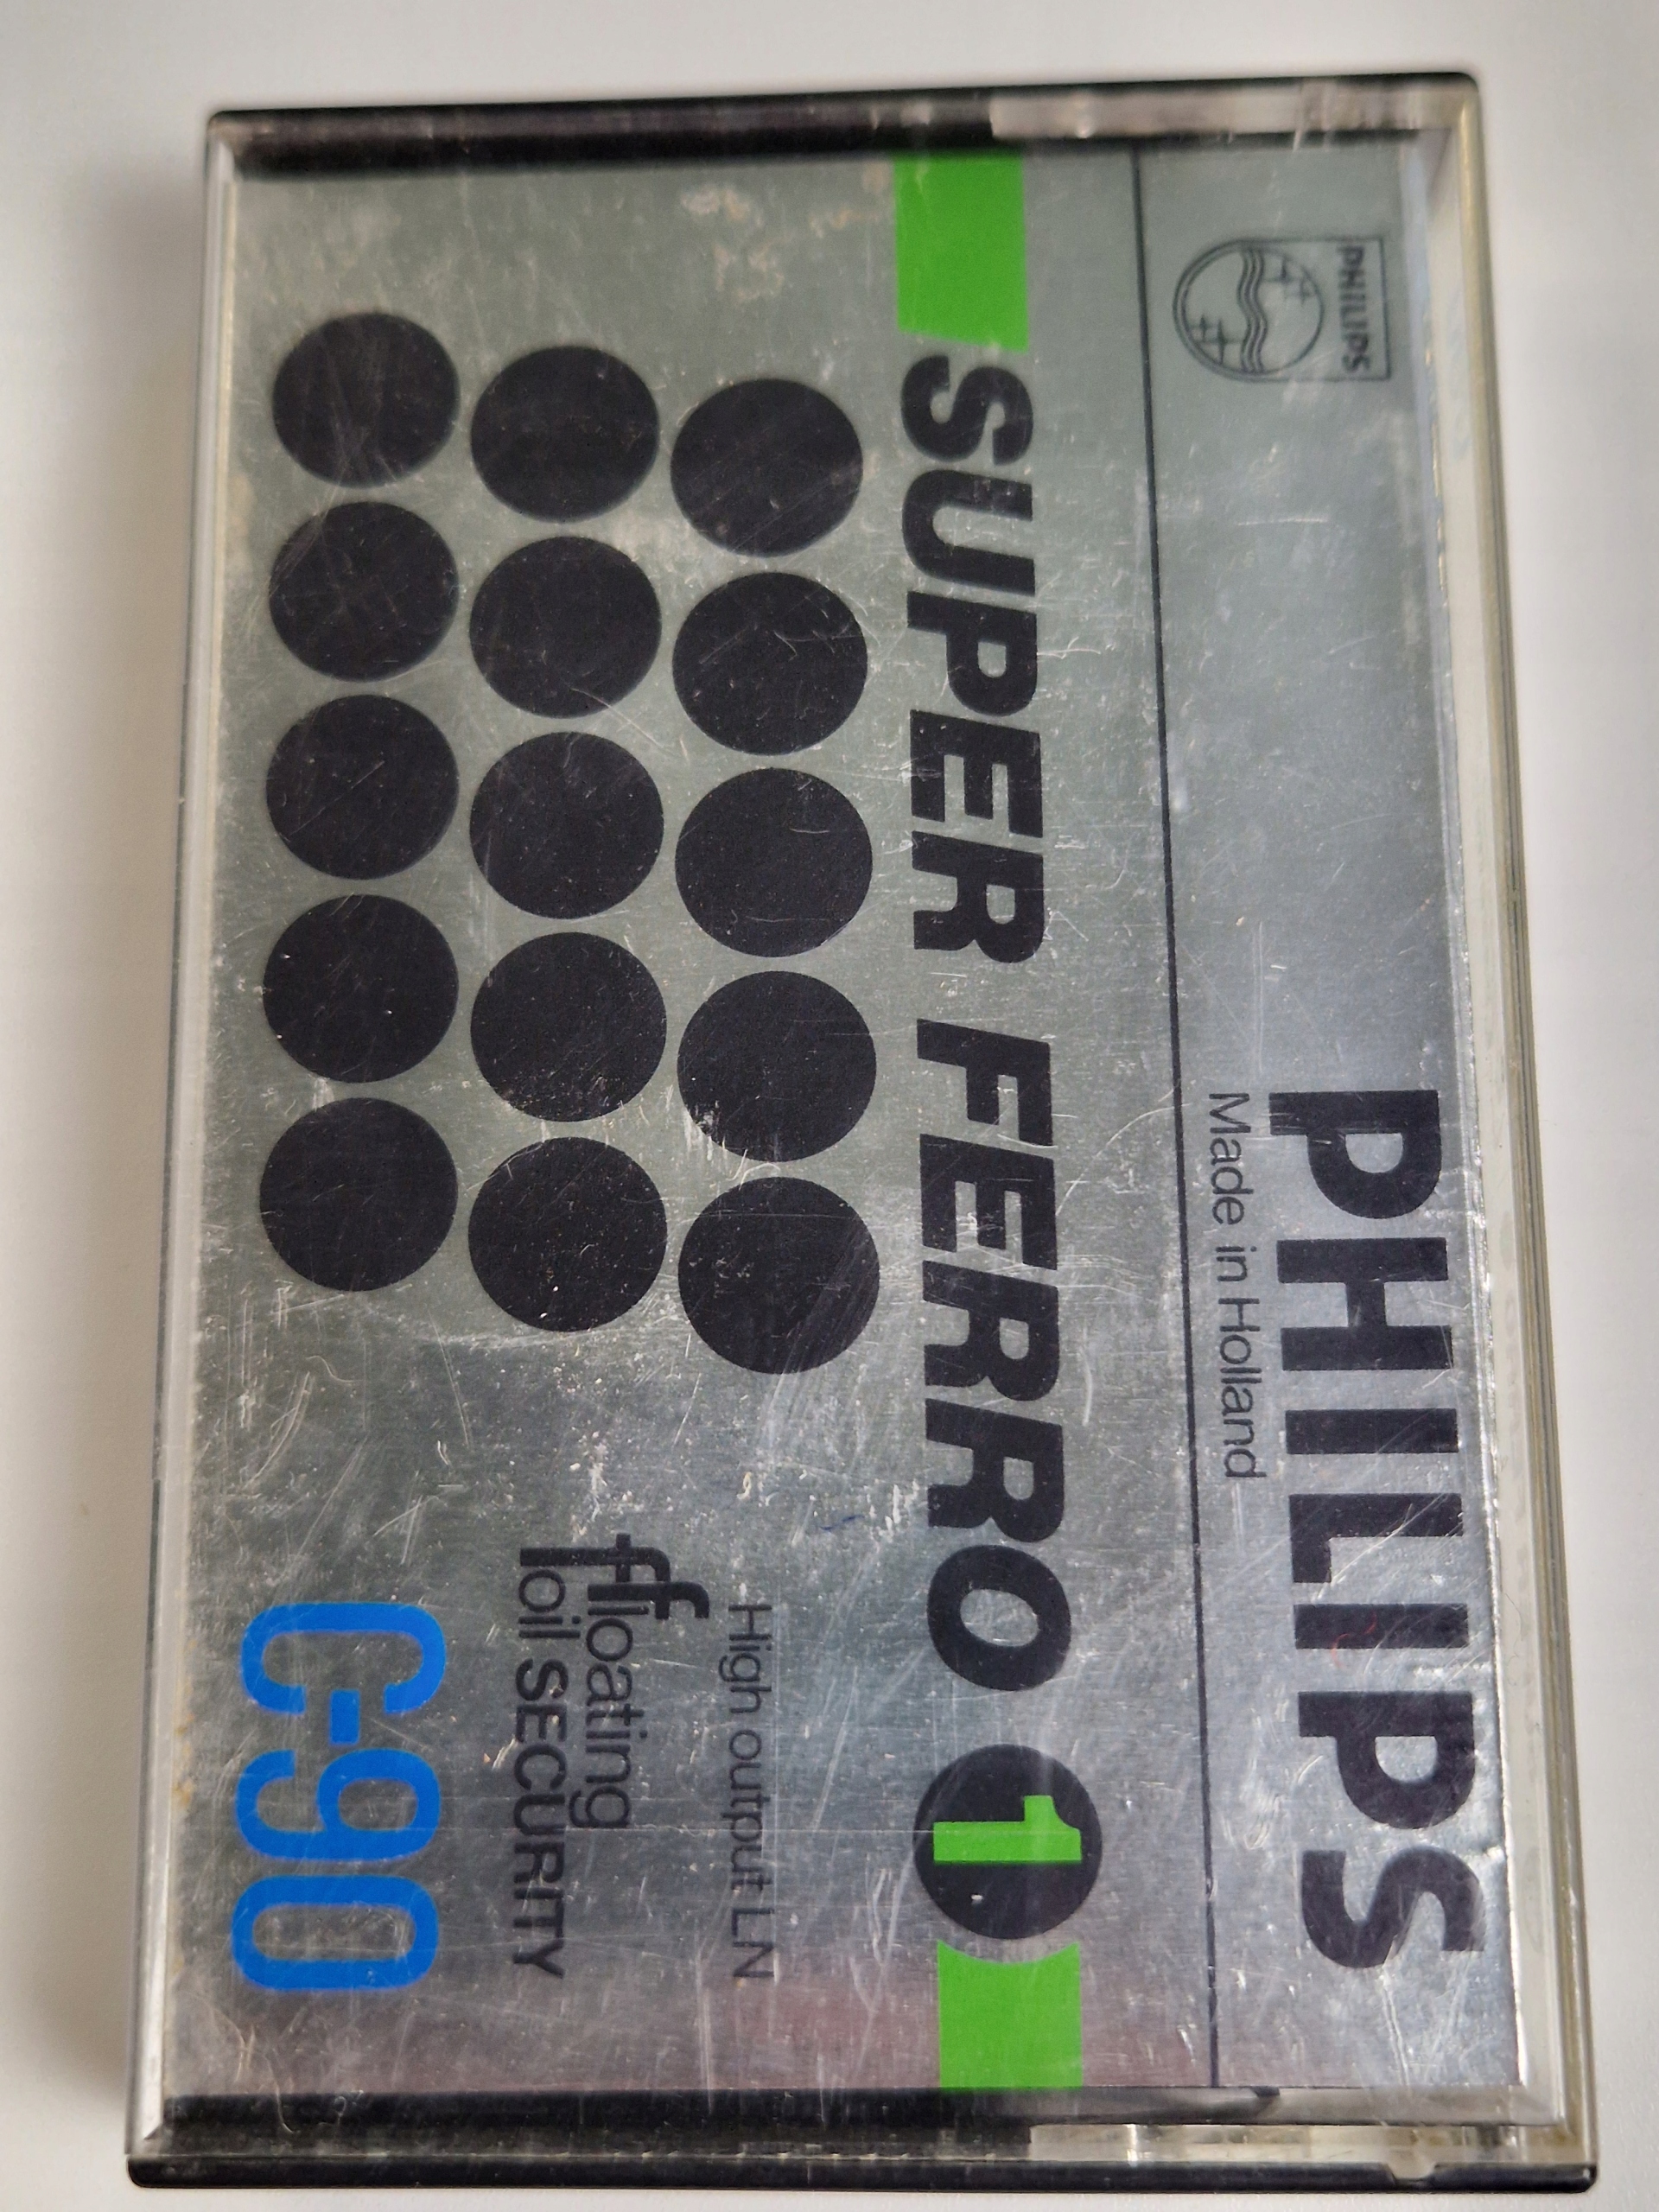 PHILIPS
PHILIPS
Made in Holland
SUPER FERRO 1
High output LN
floating
foil SECURITY
C-90